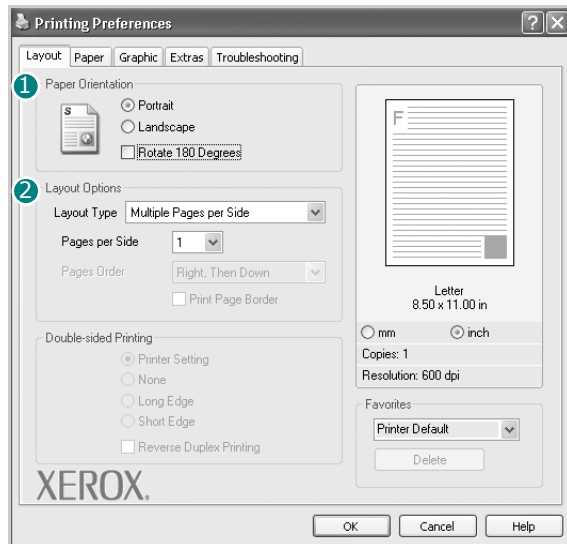 Printing Preferences
Layout Paper Graphic Extras Troubleshooting
1 Paper Orientation
S
Portrait
Landscape
Rotate 180 Degrees
2 Layout Options
Layout Type Multiple Pages per Side
Pages per Side 1
Pages Order Right, Then Down
Print Page Border
Double-sided Printing
Printer Setting
None
Long Edge
Short Edge
Reverse Duplex Printing
XEROX.
F
Letter
8.50 x 11.00 in
mm inch
Copies: 1
Resolution: 600 dpi
Favorites
Printer Default
Delete
OK Cancel Help